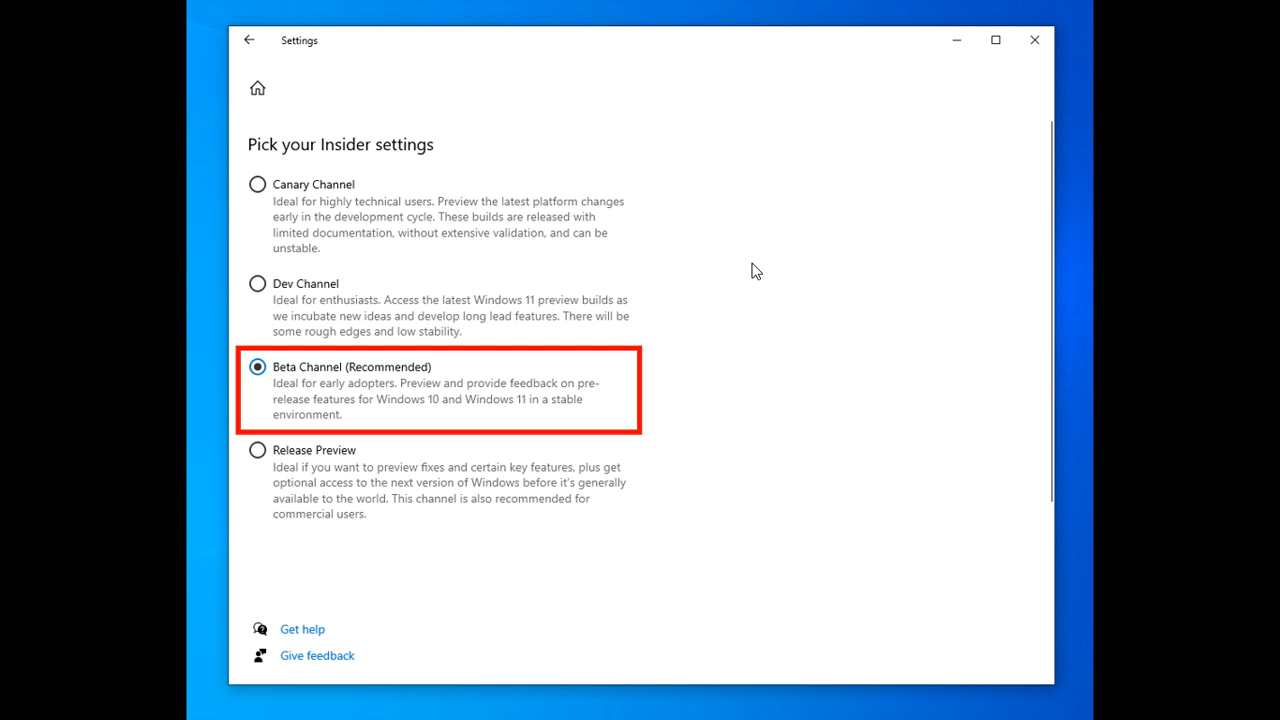 Settings
Pick your Insider settings
Canary Channel
Ideal for highly technical users. Preview the latest platform changes
early in the development cycle. These builds are released with
limited documentation, without extensive validation, and can be
unstable.
Dev Channel
Ideal for enthusiasts. Access the latest Windows 11 preview builds as
we incubate new ideas and develop long lead features. There will be
some rough edges and low stability.
Beta Channel (Recommended)
Ideal for early adopters. Preview and provide feedback on pre-
release features for Windows 10 and Windows 11 in a stable
environment.
Release Preview
Ideal if you want to preview fixes and certain key features, plus get
optional access to the next version of Windows before it's generally
available to the world. This channel is also recommended for
commercial users.
Get help
Give feedback